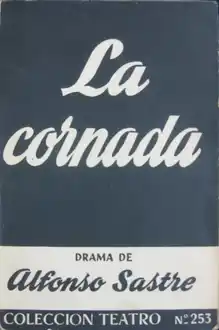 La
cornada
DRAMA DE
Alfonso Sastre
COLECCION TEATRO Nº 253